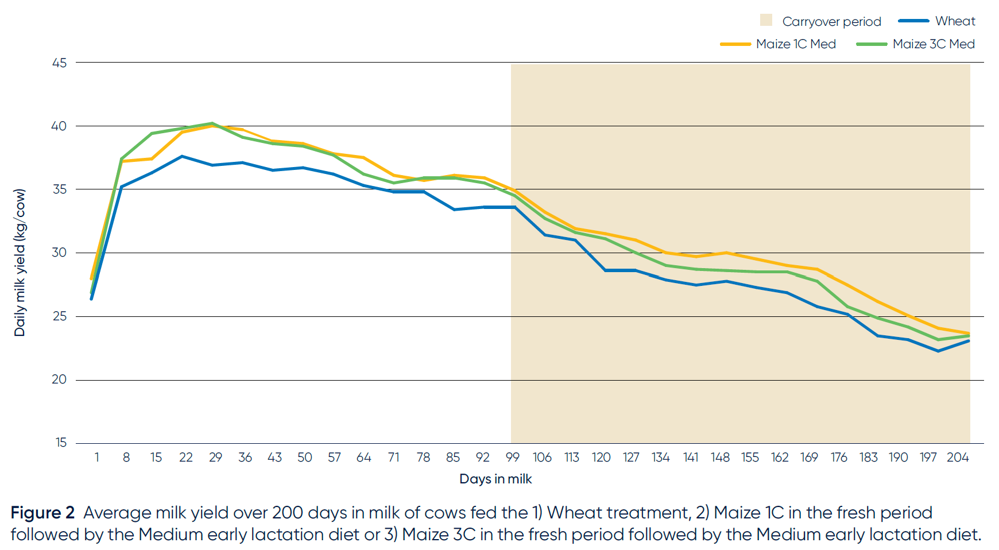 Carryover period Wheat
Maize 1C Med Maize 3C Med
45
40
35
30
25
20
15
Daily milk yield (kg/cow)
1 8 15 22 29 36 43 50 57 64 71 78 85 92 99 106 113 120 127 134 141 148 155 162 169 176 183 190 197 204
Days in milk
Figure 2 Average milk yield over 200 days in milk of cows fed the 1) Wheat treatment, 2) Maize 1C in the fresh period
followed by the Medium early lactation diet or 3) Maize 3C in the fresh period followed by the Medium early lactation diet.